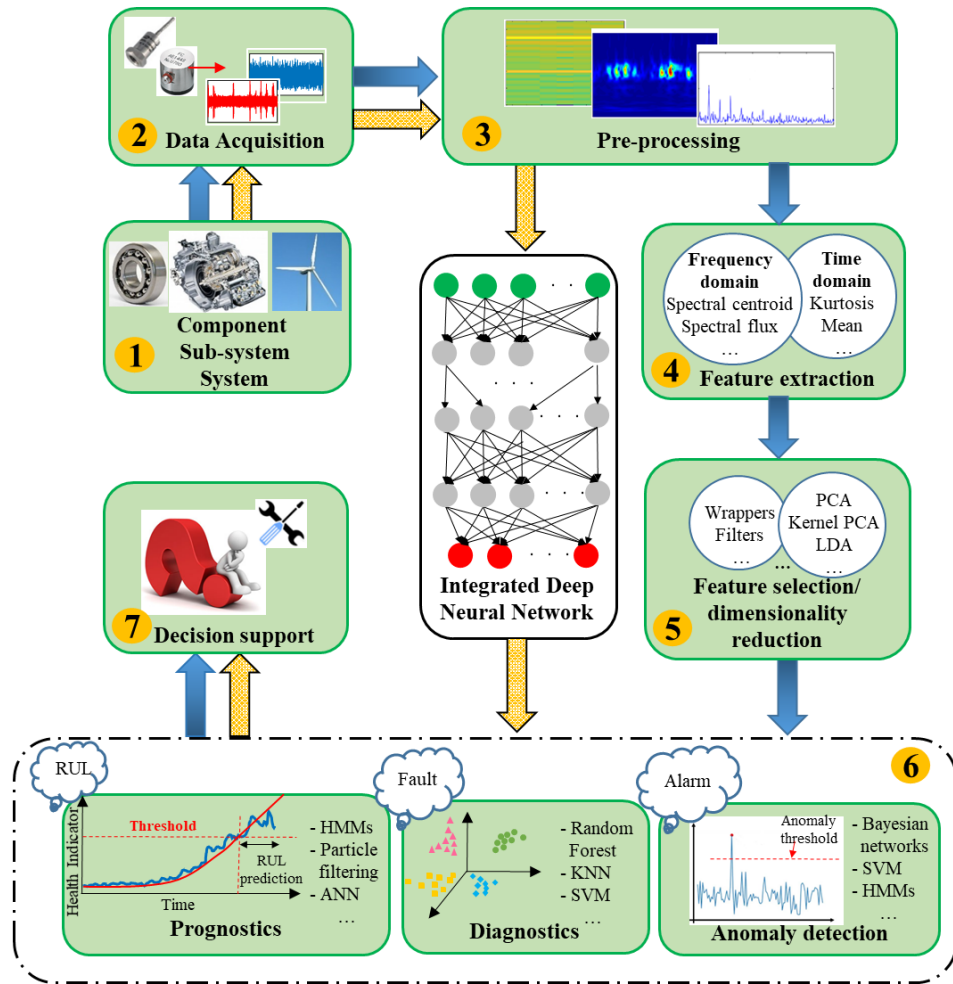 2
Data Acquisition
3
Pre-processing
1
Component
Sub-system
System
Integrated Deep
Neural Network
Frequency
domain
Spectral centroid
Spectral flux
…
Time
domain
Kurtosis
Mean
…
4
Feature extraction
Wrappers
Filters
…
...
PCA
Kernel PCA
LDA
…
5
Feature selection/
dimensionality
reduction
7
Decision support
6
RUL
Health Indicator
Threshold
RUL
prediction
Time
- HMMs
- Particle
filtering
- ANN
…
Prognostics
Fault
- Random
Forest
- KNN
- SVM
…
Diagnostics
Alarm
Anomaly
threshold
- Bayesian
networks
- SVM
- HMMs
…
Anomaly detection